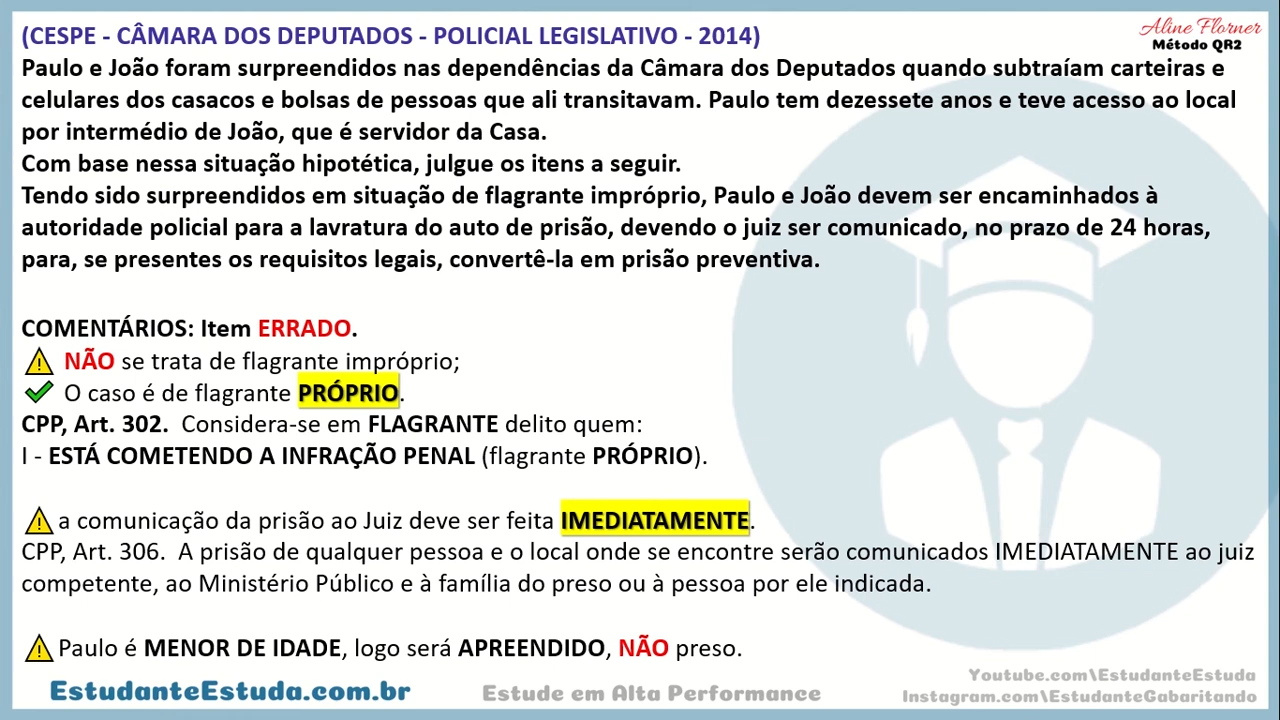 Aline Florner
Método QR2
(CESPE - CÂMARA DOS DEPUTADOS - POLICIAL LEGISLATIVO - 2014)
Paulo e João foram surpreendidos nas dependências da Câmara dos Deputados quando subtraíam carteiras e
celulares dos casacos e bolsas de pessoas que ali transitavam. Paulo tem dezessete anos e teve acesso ao local
por intermédio de João, que é servidor da Casa.
Com base nessa situação hipotética, julgue os itens a seguir.
Tendo sido surpreendidos em situação de flagrante impróprio, Paulo e João devem ser encaminhados à
autoridade policial para a lavratura do auto de prisão, devendo o juiz ser comunicado, no prazo de 24 horas,
para, se presentes os requisitos legais, convertê-la em prisão preventiva.
COMENTÁRIOS: Item ERRADO.
NÃO se trata de flagrante impróprio;
O caso é de flagrante PRÓPRIO.
CPP, Art. 302. Considera-se em FLAGRANTE delito quem:
I - ESTÁ COMETENDO A INFRAÇÃO PENAL (flagrante PRÓPRIO).
a comunicação da prisão ao Juiz deve ser feita IMEDIATAMENTE.
CPP, Art. 306. A prisão de qualquer pessoa e o local onde se encontre serão comunicados IMEDIATAMENTE ao juiz
competente, ao Ministério Público e à família do preso ou à pessoa por ele indicada.
Paulo é MENOR DE IDADE, logo será APREENDIDO, NÃO preso.
EstudanteEstuda.com.br
Estude em Alta Performance
Youtube.com\EstudanteEstuda
Instagram.com\EstudanteGabaritando